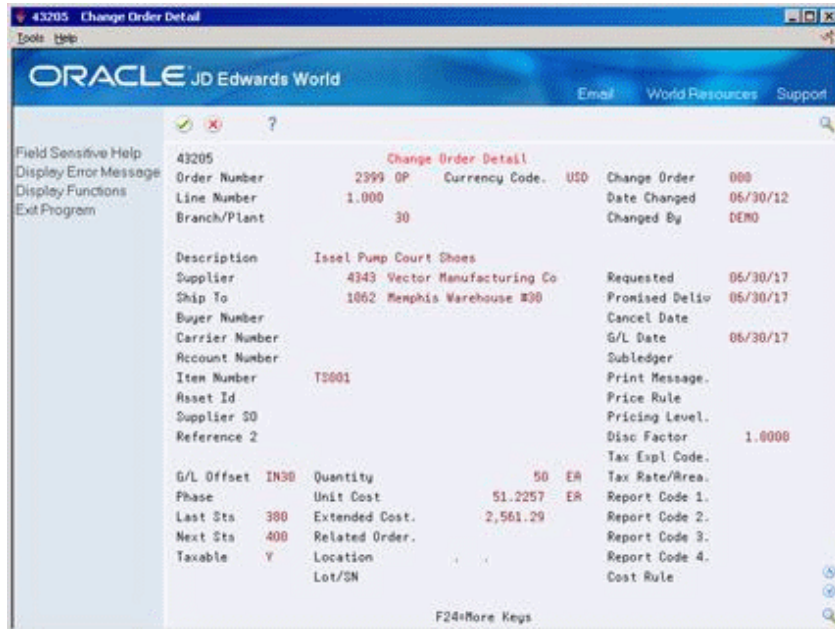 43205 Change Order Detail
Tools Help
ORACLE JD Edwards World
Email World Resources Support
?
Field Sensitive Help
Display Error Message
Display Functions
Exit Program
43205 Change Order Detail
Order Number 2399 OP Currency Code. USD Change Order 000
Line Number 1.000 Date Changed 06/30/12
Branch/Plant 30 Changed By DEMO
Description Issel Pump Court Shoes
Supplier 4343 Vector Manufacturing Co Requested 06/30/17
Ship To 1062 Memphis Warehouse #30 Promised Deliv 06/30/17
Buyer Number Cancel Date
Carrier Number G/L Date 06/30/17
Account Number Subledger
Item Number TS001 Print Message.
Asset Id Price Rule
Supplier SO Pricing Level.
Reference 2 Disc Factor 1.0000
Tax Expl Code.
G/L Offset IN30 Quantity 50 EA Tax Rate/Area.
Phase Unit Cost 51.2257 EA Report Code 1.
Last Sts 380 Extended Cost. 2,561.29 Report Code 2.
Next Sts 400 Related Order. Report Code 3.
Taxable Y Location . . Report Code 4.
Lot/SN Cost Rule
F24=More Keys